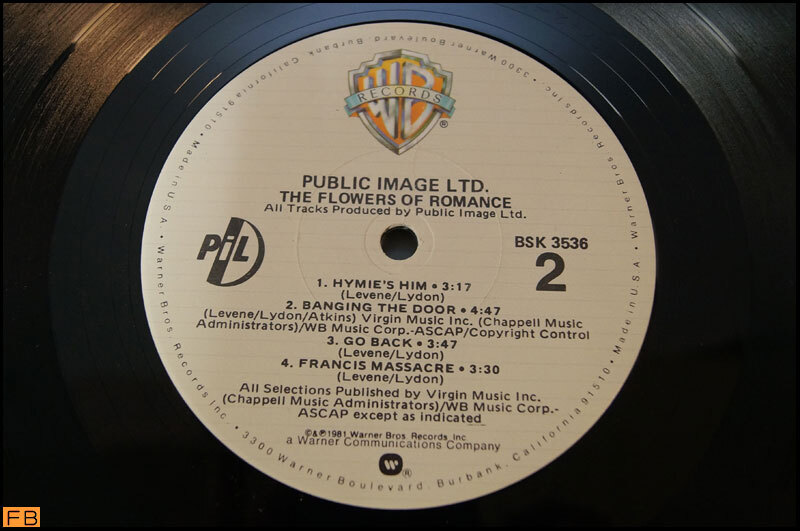 WB
RECORDS
®
PUBLIC IMAGE LTD.
THE FLOWERS OF ROMANCE
All Tracks Produced by Public Image Ltd.
PiL
BSK 3536
2
1. HYMIE'S HIM • 3:17
(Levene/Lydon)
2. BANGING THE DOOR • 4:47
(Levene/Lydon/Atkins) Virgin Music Inc. (Chappell Music
Administrators)/WB Music Corp.-ASCAP/Copyright Control
3. GO BACK • 3:47
(Levene/Lydon)
4. FRANCIS MASSACRE • 3:30
(Levene/Lydon)
All Selections Published by Virgin Music Inc.
(Chappell Music Administrators)/WB Music Corp.-
ASCAP except as indicated
©&℗1981 Warner Bros. Records Inc.
a Warner Communications Company
W®
Warner Bros. Records Inc. • 3300 Warner Boulevard, Burbank, California 91510 • Made in U.S.A. • Warner Bros. Records Inc. • 3300 Warner Boulevard, Burbank, California 91510 • Made in U.S.A. •
FB